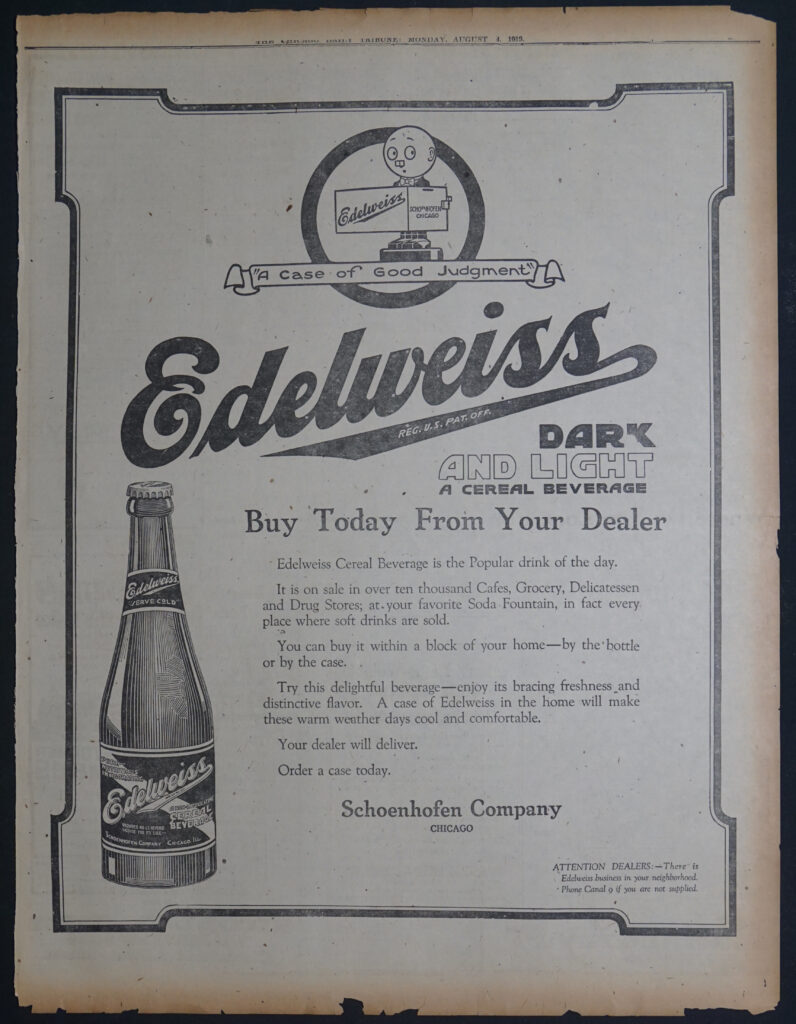 THE CHICAGO DAILY TRIBUNE: MONDAY, AUGUST 4, 1919.
Edelweiss
SCHOENHOFEN
CHICAGO
"A Case of Good Judgment"
Edelweiss
REG. U.S. PAT. OFF.
DARK
AND LIGHT
A CEREAL BEVERAGE
Buy Today From Your Dealer
Edelweiss Cereal Beverage is the Popular drink of the day.
It is on sale in over ten thousand Cafes, Grocery, Delicatessen
and Drug Stores; at your favorite Soda Fountain, in fact every
place where soft drinks are sold.
You can buy it within a block of your home—by the bottle
or by the case.
Try this delightful beverage—enjoy its bracing freshness and
distinctive flavor. A case of Edelweiss in the home will make
these warm weather days cool and comfortable.
Your dealer will deliver.
Order a case today.
Schoenhofen Company
CHICAGO
ATTENTION DEALERS:—There is
Edelweiss business in your neighborhood.
Phone Canal 9 if you are not supplied.
Edelweiss
"SERVE COLD"
Edelweiss
CEREAL
BEVERAGE
SCHOENHOFEN COMPANY CHICAGO, ILL.